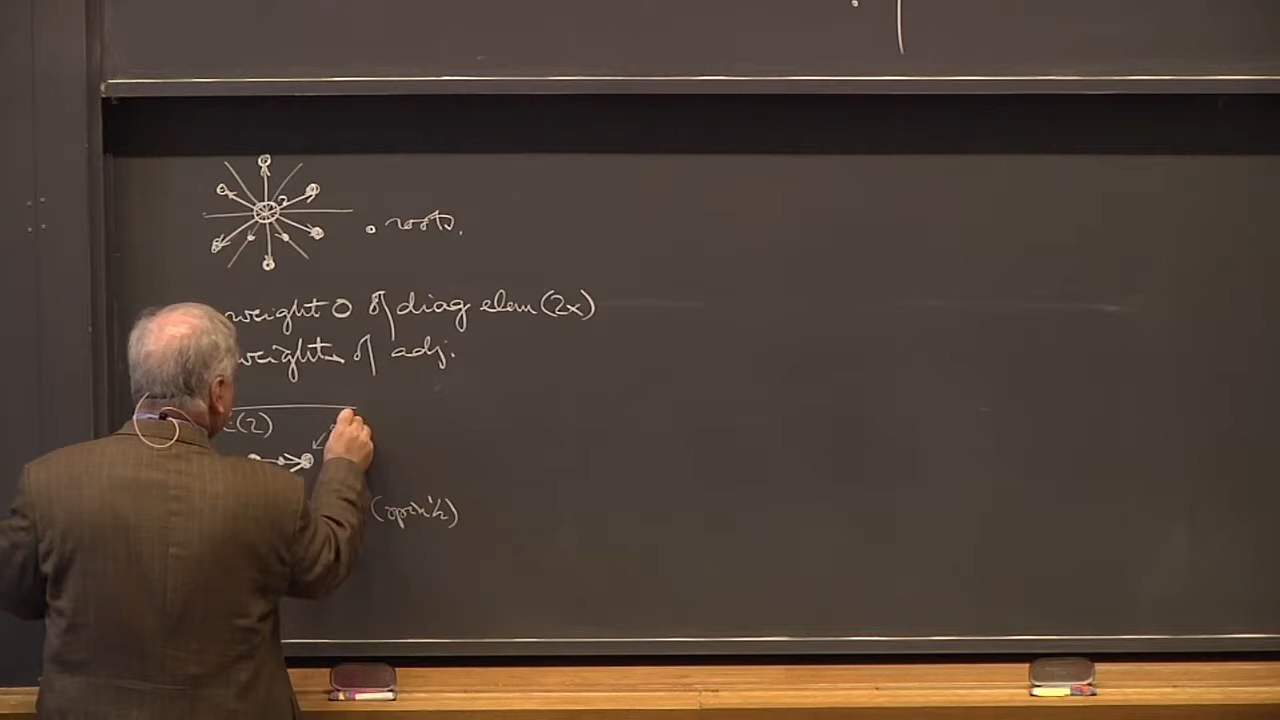 roots.
weight 0 of diag elem (2x)
weights of adj.
(2)
(spin ½)